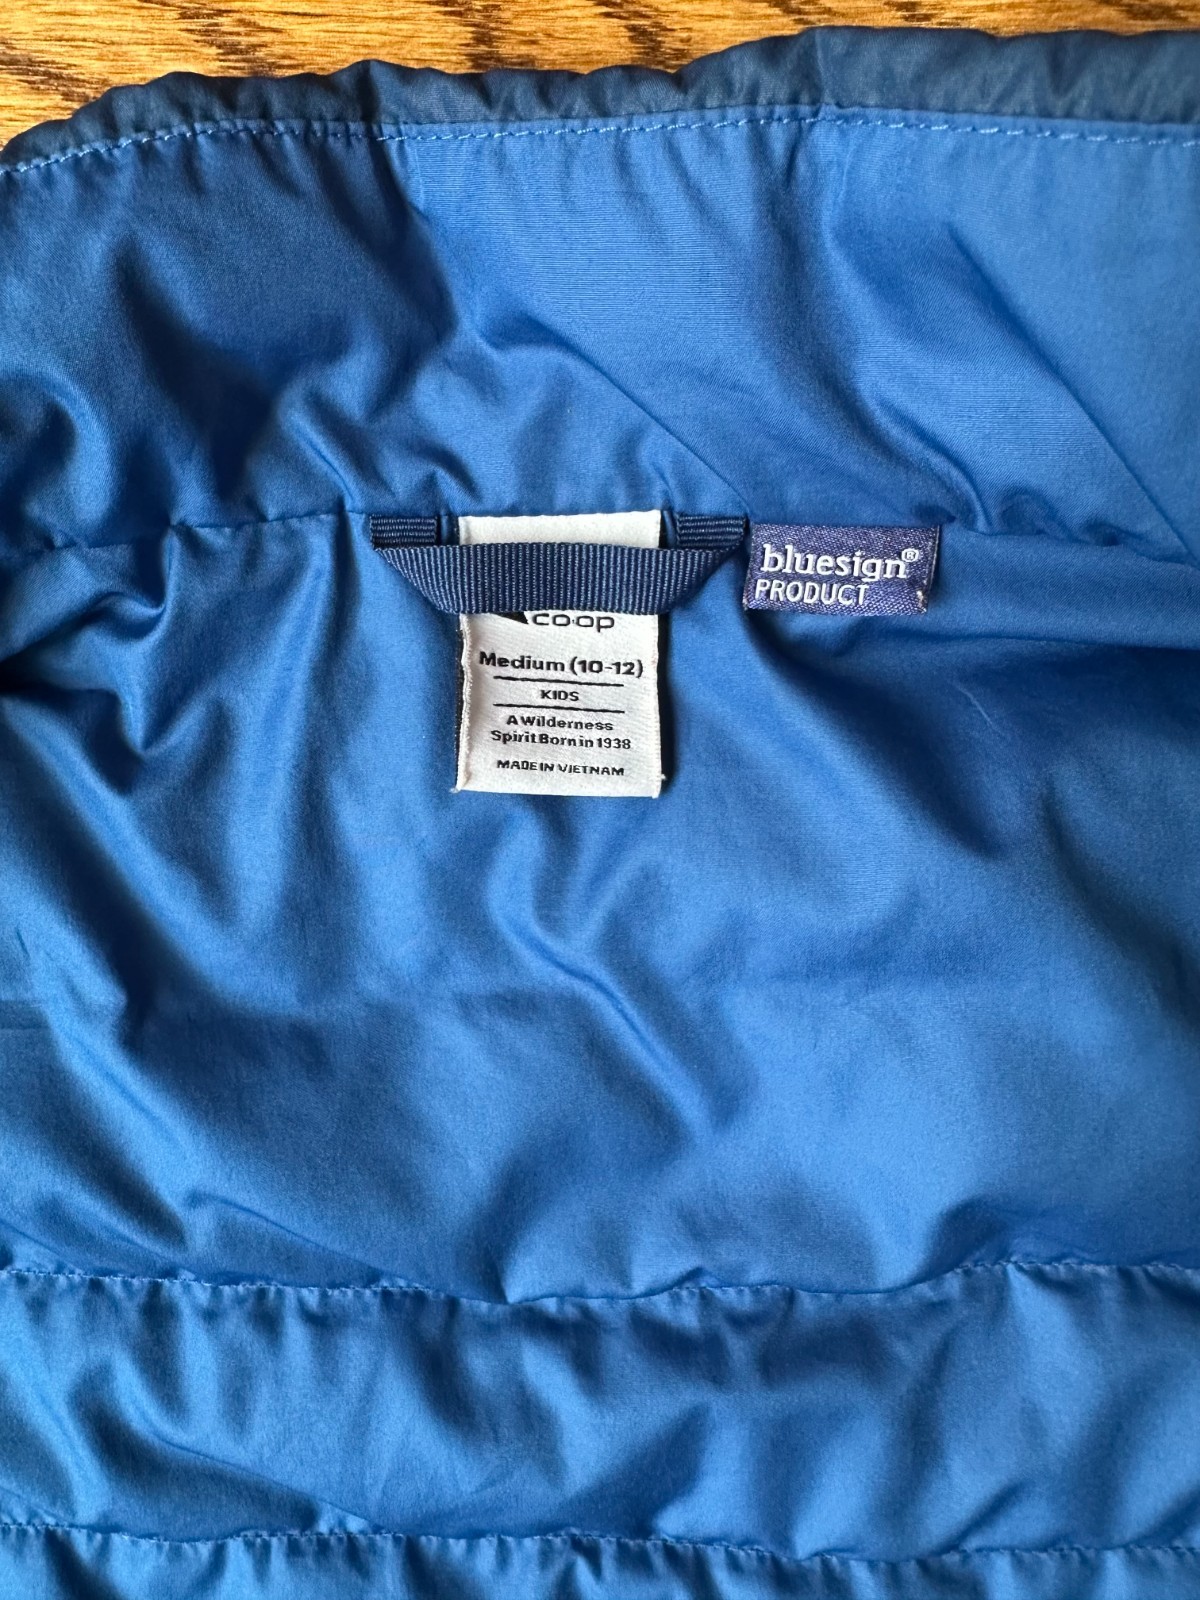 co·op
Medium (10-12)
KIDS
A Wilderness
Spirit Born in 1938
MADE IN VIETNAM
bluesign®
PRODUCT